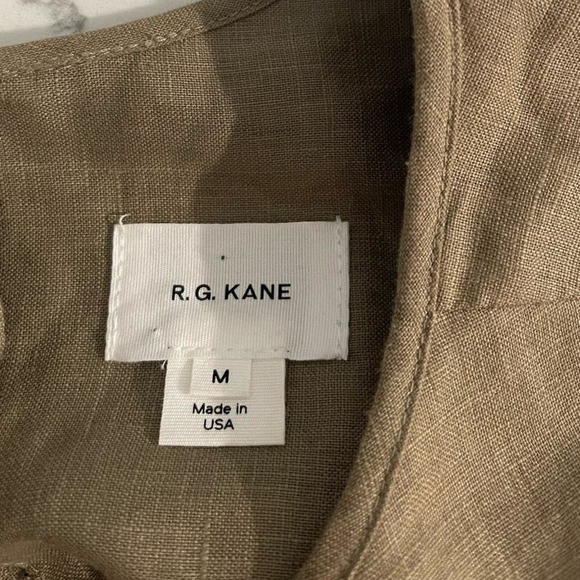 R. G. KANE
M
Made in
USA